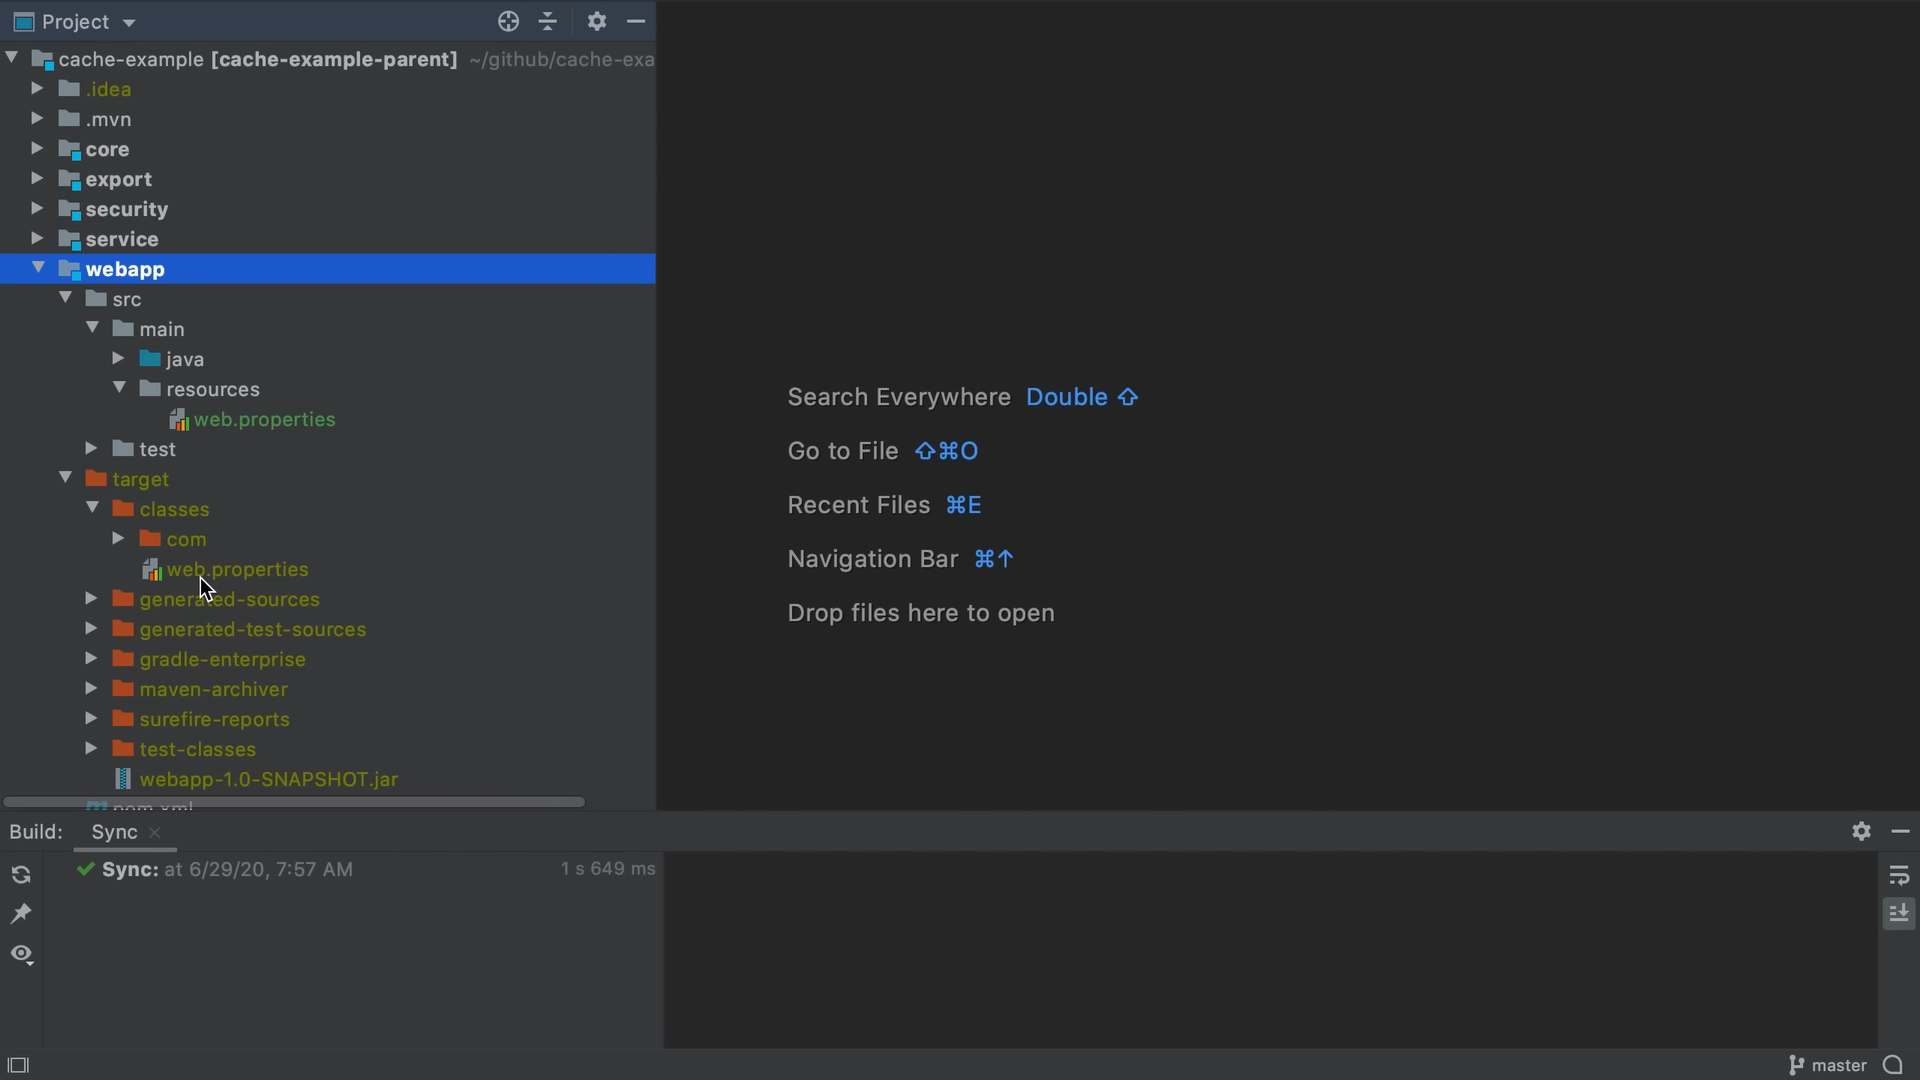 Project
cache-example [cache-example-parent] ~/github/cache-exa
.idea
.mvn
core
export
security
service
webapp
src
main
java
resources
web.properties
test
target
classes
com
web.properties
generated-sources
generated-test-sources
gradle-enterprise
maven-archiver
surefire-reports
test-classes
webapp-1.0-SNAPSHOT.jar
pom.xml
Search Everywhere Double ⇧
Go to File ⇧⌘O
Recent Files ⌘E
Navigation Bar ⌘↑
Drop files here to open
Build: Sync
Sync: at 6/29/20, 7:57 AM 1 s 649 ms
master